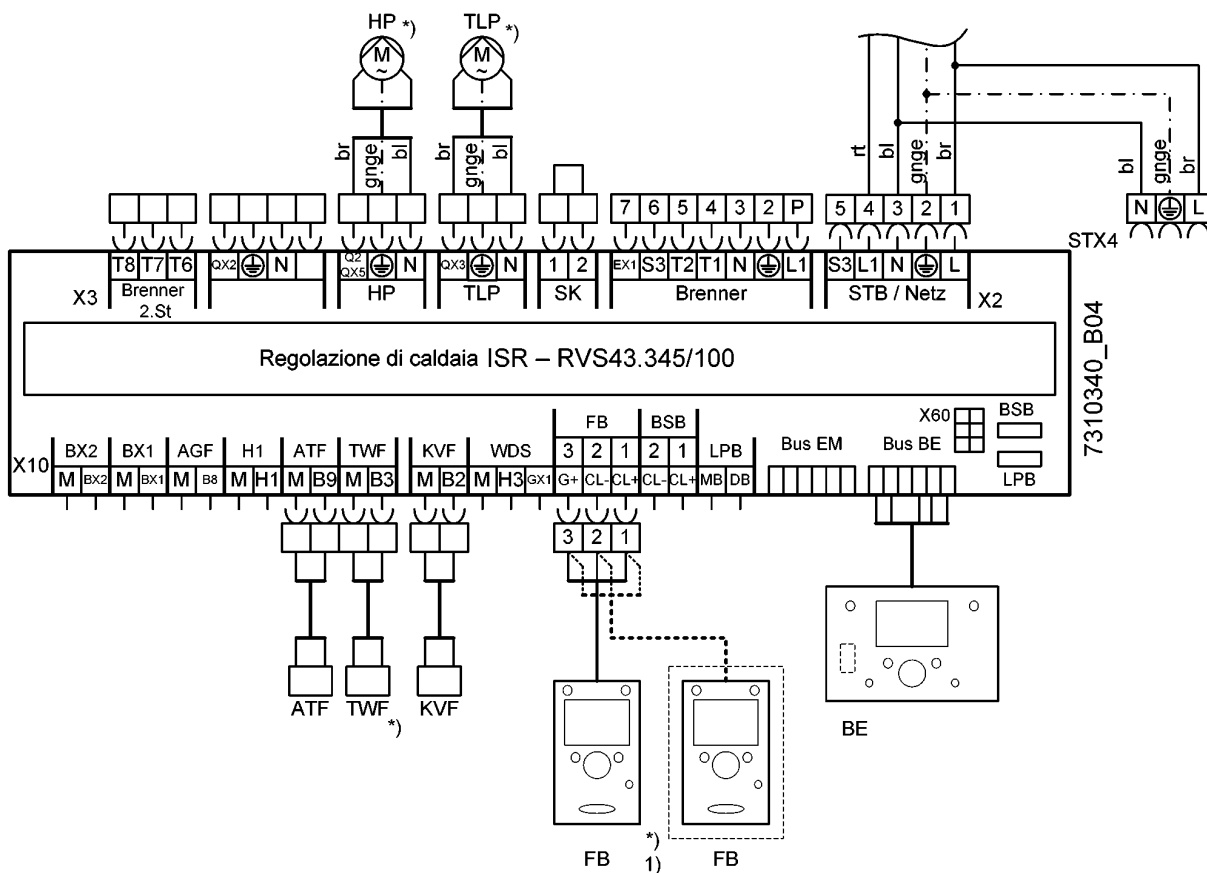 HP *) TLP *)
M ~ M ~
br gnge bl br gnge bl rt bl gnge br bl gnge br
7 6 5 4 3 2 P 5 4 3 2 1 N L
STX4
T8 T7 T6 QX2 N Q2 QX5 N QX3 N 1 2 EX1 S3 T2 T1 N L1 S3 L1 N L
X3 Brenner 2.St HP TLP SK Brenner STB / Netz X2
Regolazione di caldaia ISR – RVS43.345/100
7310340_B04
X10 BX2 BX1 AGF H1 ATF TWF KVF WDS FB BSB LPB Bus EM Bus BE X60 BSB
3 2 1 2 1
M BX2 M BX1 M B8 M H1 M B9 M B3 M B2 M H3 GX1 G+ CL- CL+ CL- CL+ MB DB LPB
3 2 1
ATF TWF *) KVF
BE
FB *) 1) FB